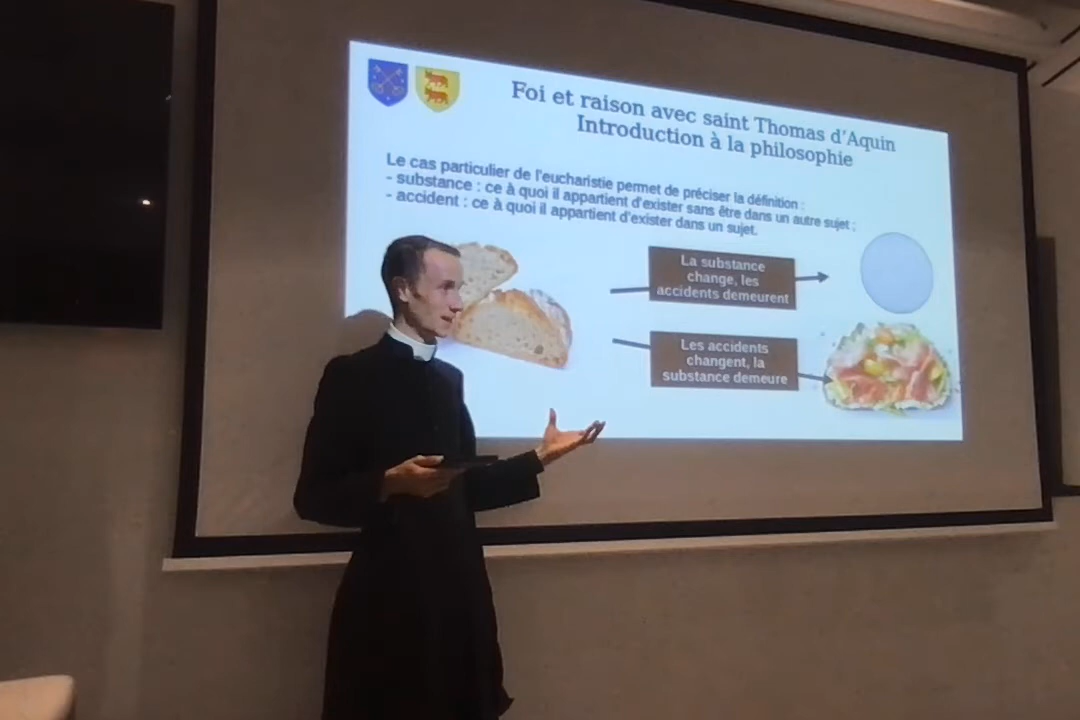 Foi et raison avec saint Thomas d'Aquin
Introduction à la philosophie
Le cas particulier de l'eucharistie permet de préciser la définition :
- substance : ce à quoi il appartient d'exister sans être dans un autre sujet ;
- accident : ce à quoi il appartient d'exister dans un sujet.
La substance
change, les
accidents demeurent
Les accidents
changent, la
substance demeure